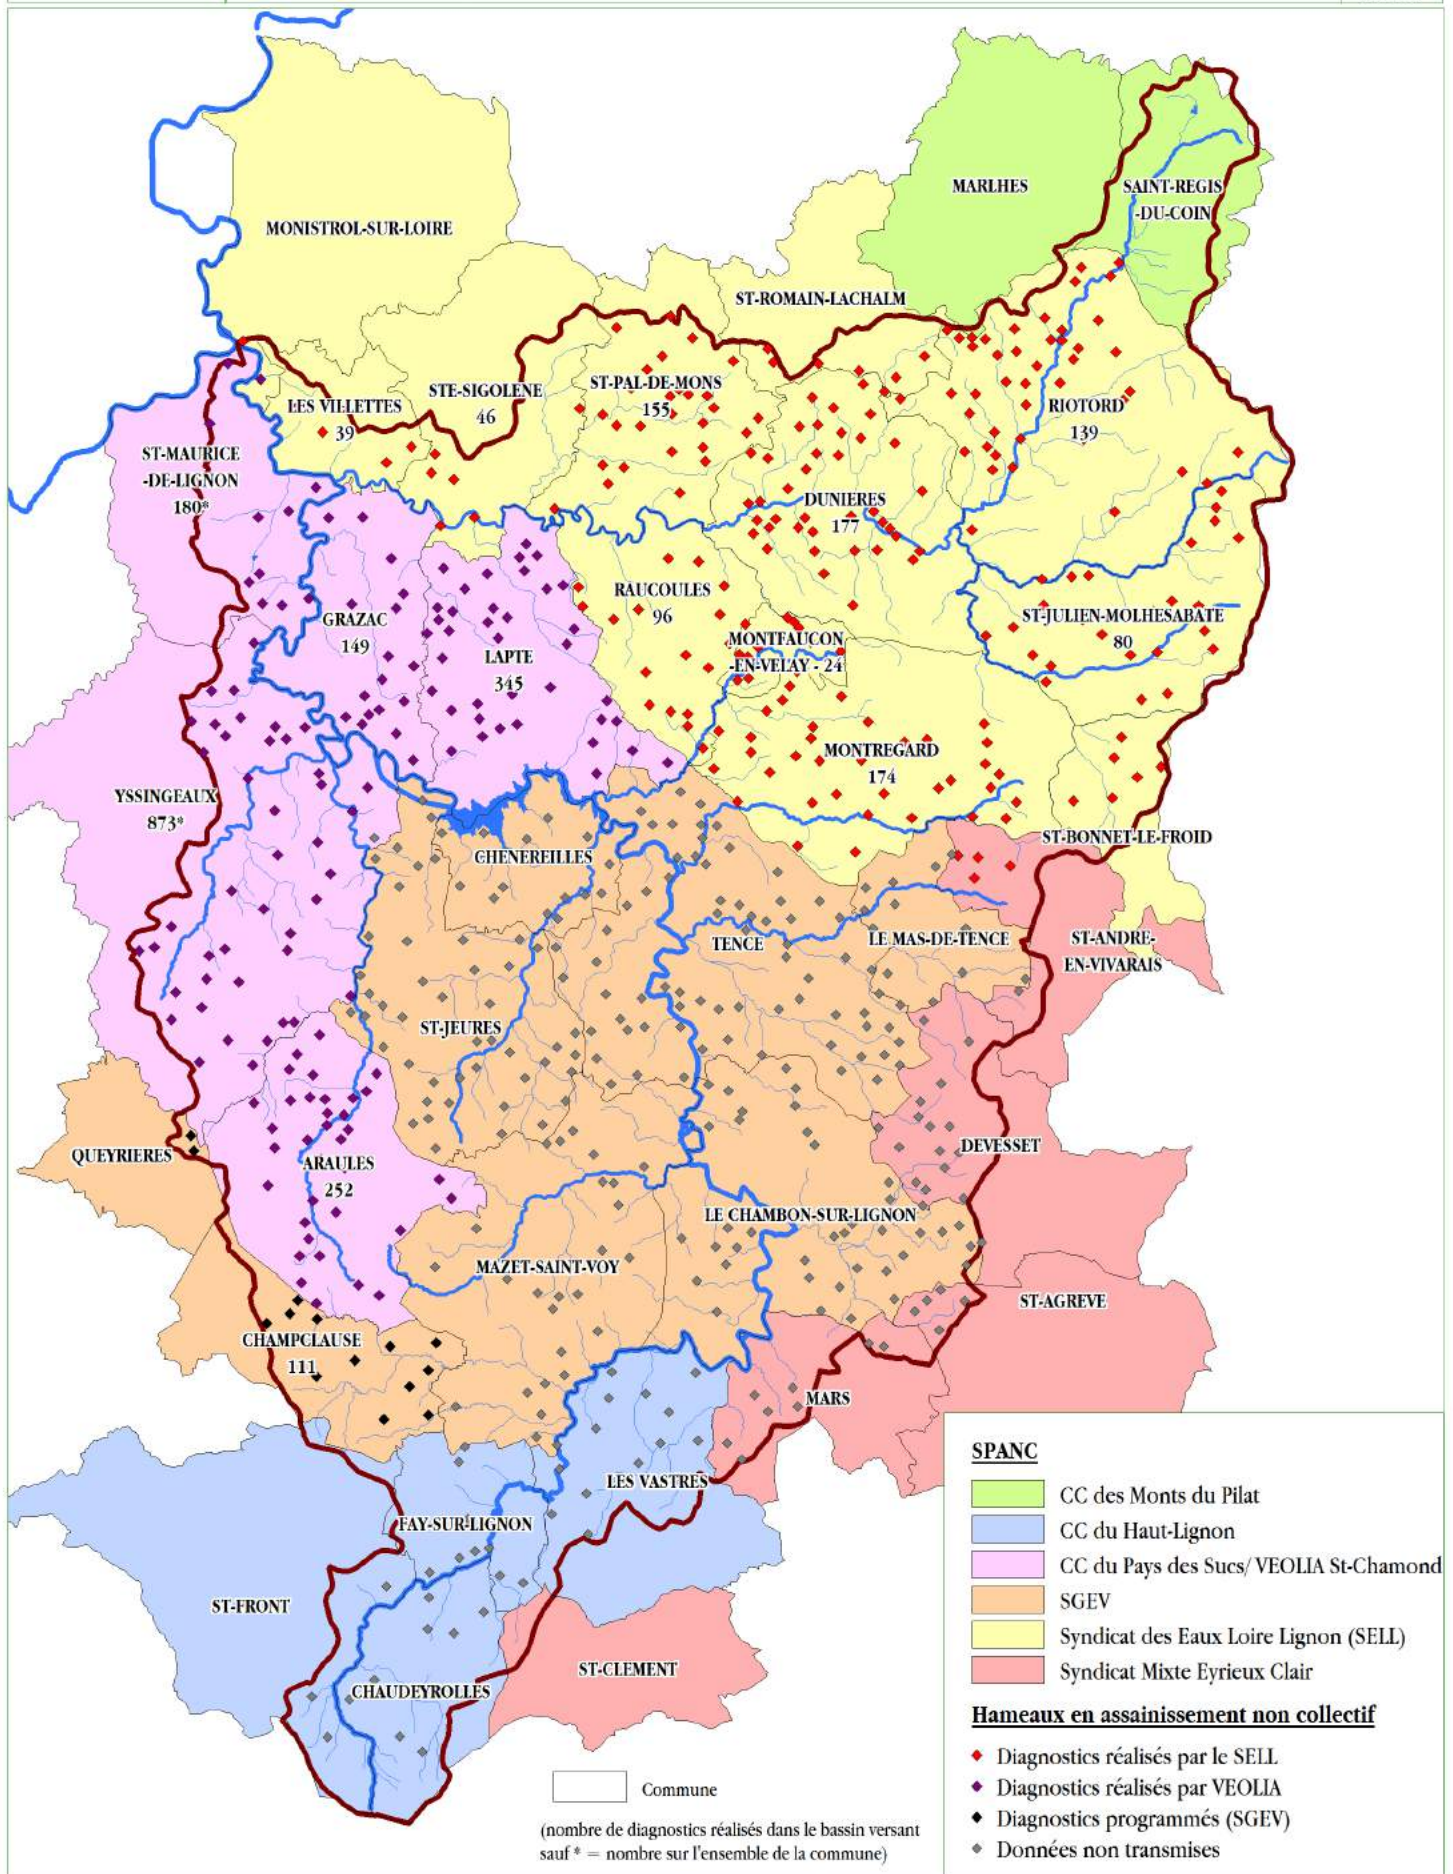 MARLHES
SAINT-REGIS
-DU-COIN
MONISTROL-SUR-LOIRE
ST-ROMAIN-LACHALM
STE-SIGOLENE
46
ST-PAL-DE-MONS
155
LES VILLETTES
39
RIOTORD
139
ST-MAURICE
-DE-LIGNON
180*
DUNIERES
177
RAUCOULES
96
GRAZAC
149
ST-JULIEN-MOLHESABATE
80
MONTFAUCON
-EN-VELAY - 24
LAPTE
345
MONTREGARD
174
YSSINGEAUX
873*
ST-BONNET-LE-FROID
CHENEREILLES
TENCE
LE MAS-DE-TENCE
ST-ANDRE-
EN-VIVARAIS
ST-JEURES
QUEYRIERES
ARAULES
252
DEVESSET
LE CHAMBON-SUR-LIGNON
MAZET-SAINT-VOY
ST-AGREVE
CHAMPCLAUSE
111
MARS
LES VASTRES
FAY-SUR-LIGNON
ST-FRONT
ST-CLEMENT
CHAUDEYROLLES
SPANC
CC des Monts du Pilat
CC du Haut-Lignon
CC du Pays des Sucs/ VEOLIA St-Chamond
SGEV
Syndicat des Eaux Loire Lignon (SELL)
Syndicat Mixte Eyrieux Clair
Hameaux en assainissement non collectif
Diagnostics réalisés par le SELL
Diagnostics réalisés par VEOLIA
Diagnostics programmés (SGEV)
Données non transmises
Commune
(nombre de diagnostics réalisés dans le bassin versant
sauf * = nombre sur l'ensemble de la commune)